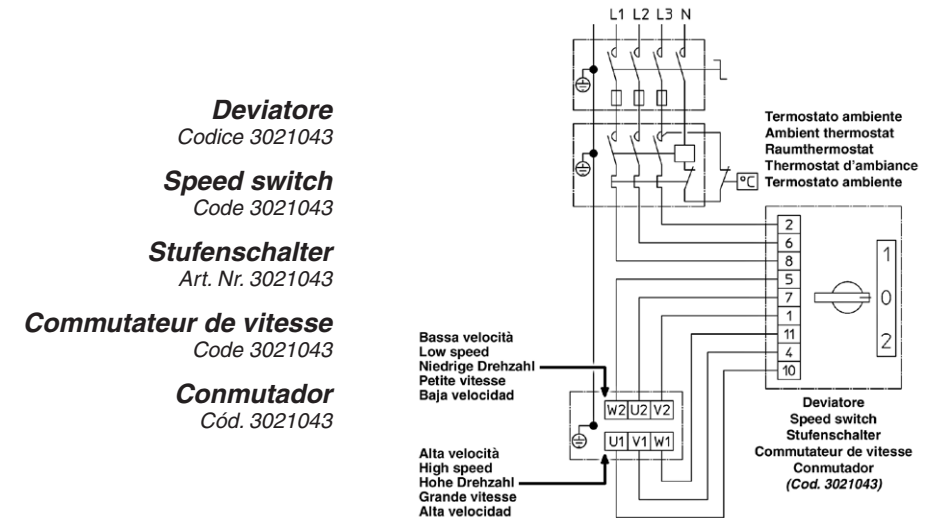 Deviatore
Codice 3021043
Speed switch
Code 3021043
Stufenschalter
Art. Nr. 3021043
Commutateur de vitesse
Code 3021043
Conmutador
Cód. 3021043
L1 L2 L3 N
Termostato ambiente
Ambient thermostat
Raumthermostat
Thermostat d'ambiance
°C
Termostato ambiente
2
6
8
5
7
1
11
4
10
1
0
2
Bassa velocità
Low speed
Niedrige Drehzahl
Petite vitesse
Baja velocidad
W2 U2 V2
U1 V1 W1
Alta velocità
High speed
Hohe Drehzahl
Grande vitesse
Alta velocidad
Deviatore
Speed switch
Stufenschalter
Commutateur de vitesse
Conmutador
(Cod. 3021043)